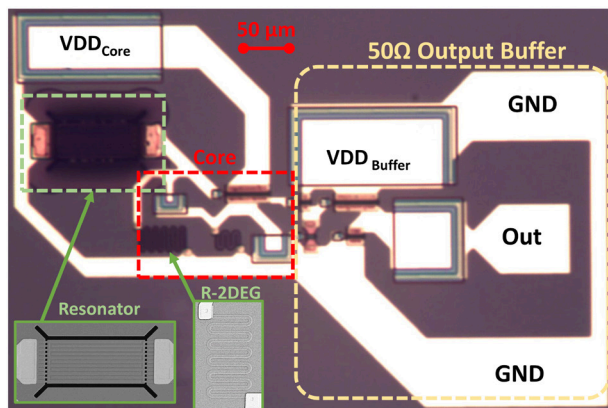 VDDCore
50 μm
50Ω Output Buffer
GND
VDDBuffer
Core
Out
Resonator
R-2DEG
GND